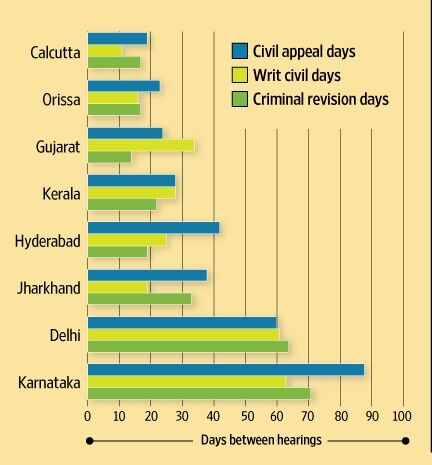 Civil appeal days
Writ civil days
Criminal revision days
Calcutta
Orissa
Gujarat
Kerala
Hyderabad
Jharkhand
Delhi
Karnataka
0 10 20 30 40 50 60 70 80 90 100
Days between hearings